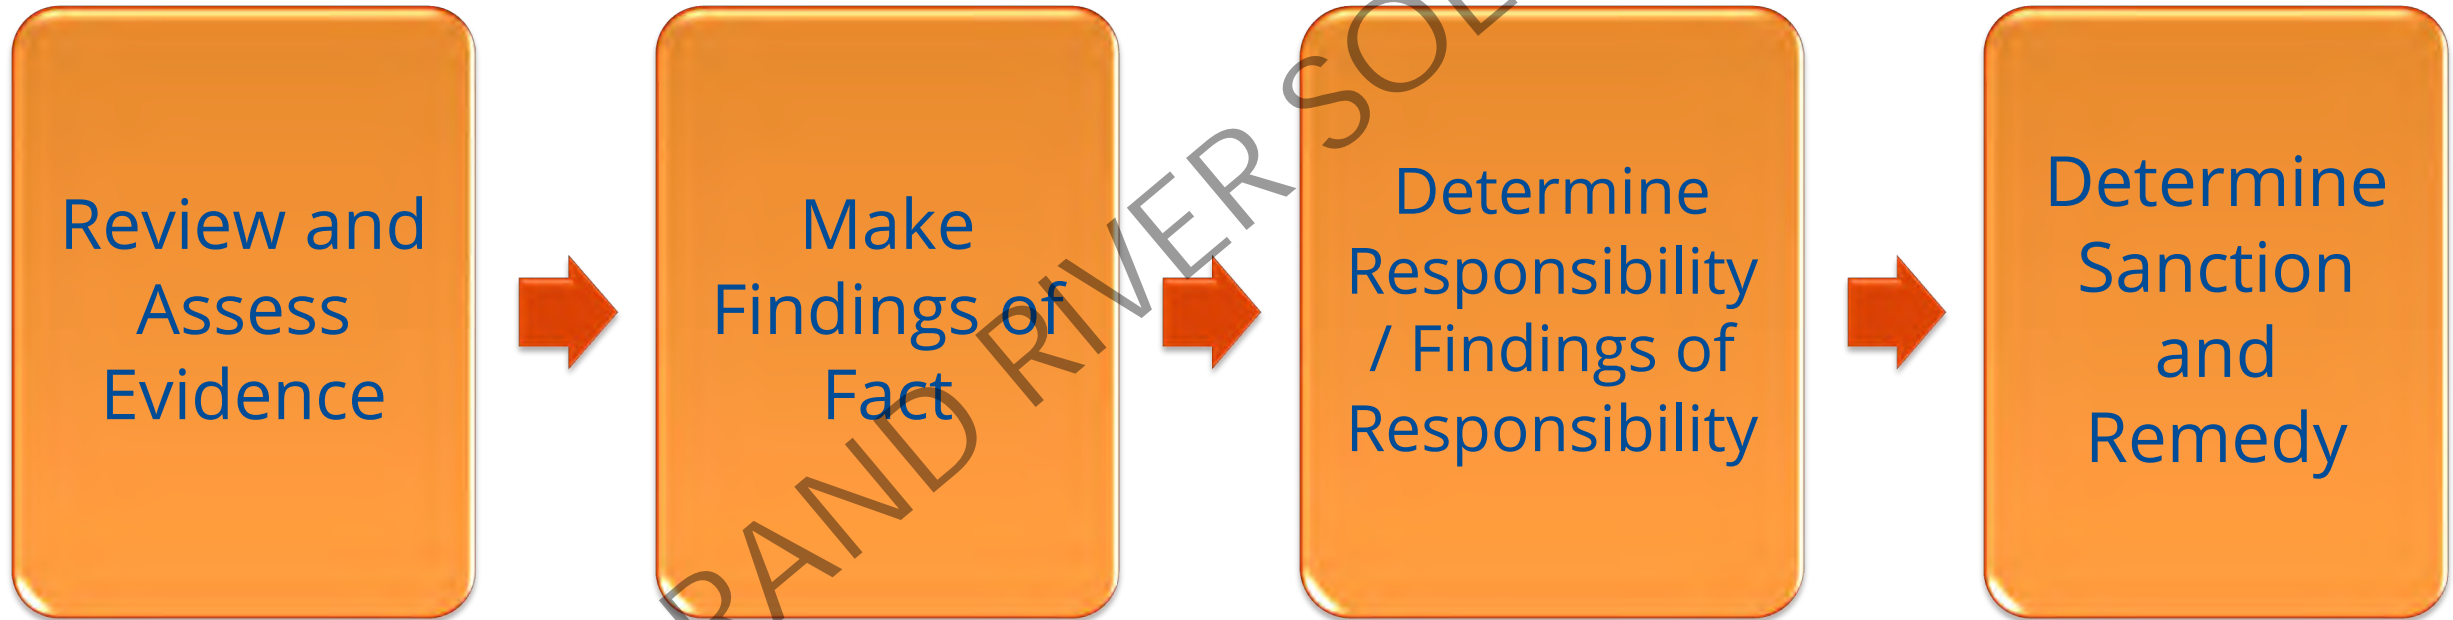 Review and
Assess
Evidence
Make
Findings of
Fact
Determine
Responsibility
/ Findings of
Responsibility
Determine
Sanction
and
Remedy
RAND RIVER SOL